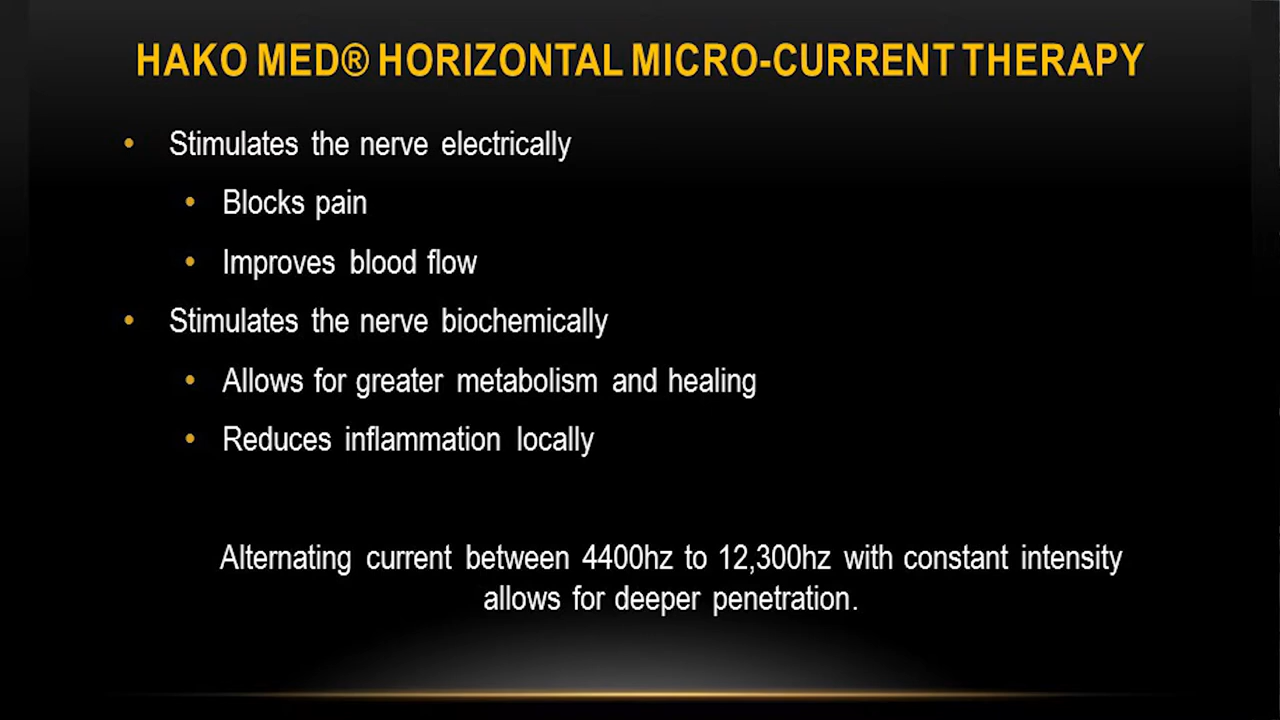 HAKO MED® HORIZONTAL MICRO-CURRENT THERAPY
• Stimulates the nerve electrically
• Blocks pain
• Improves blood flow
• Stimulates the nerve biochemically
• Allows for greater metabolism and healing
• Reduces inflammation locally
Alternating current between 4400hz to 12,300hz with constant intensity
allows for deeper penetration.